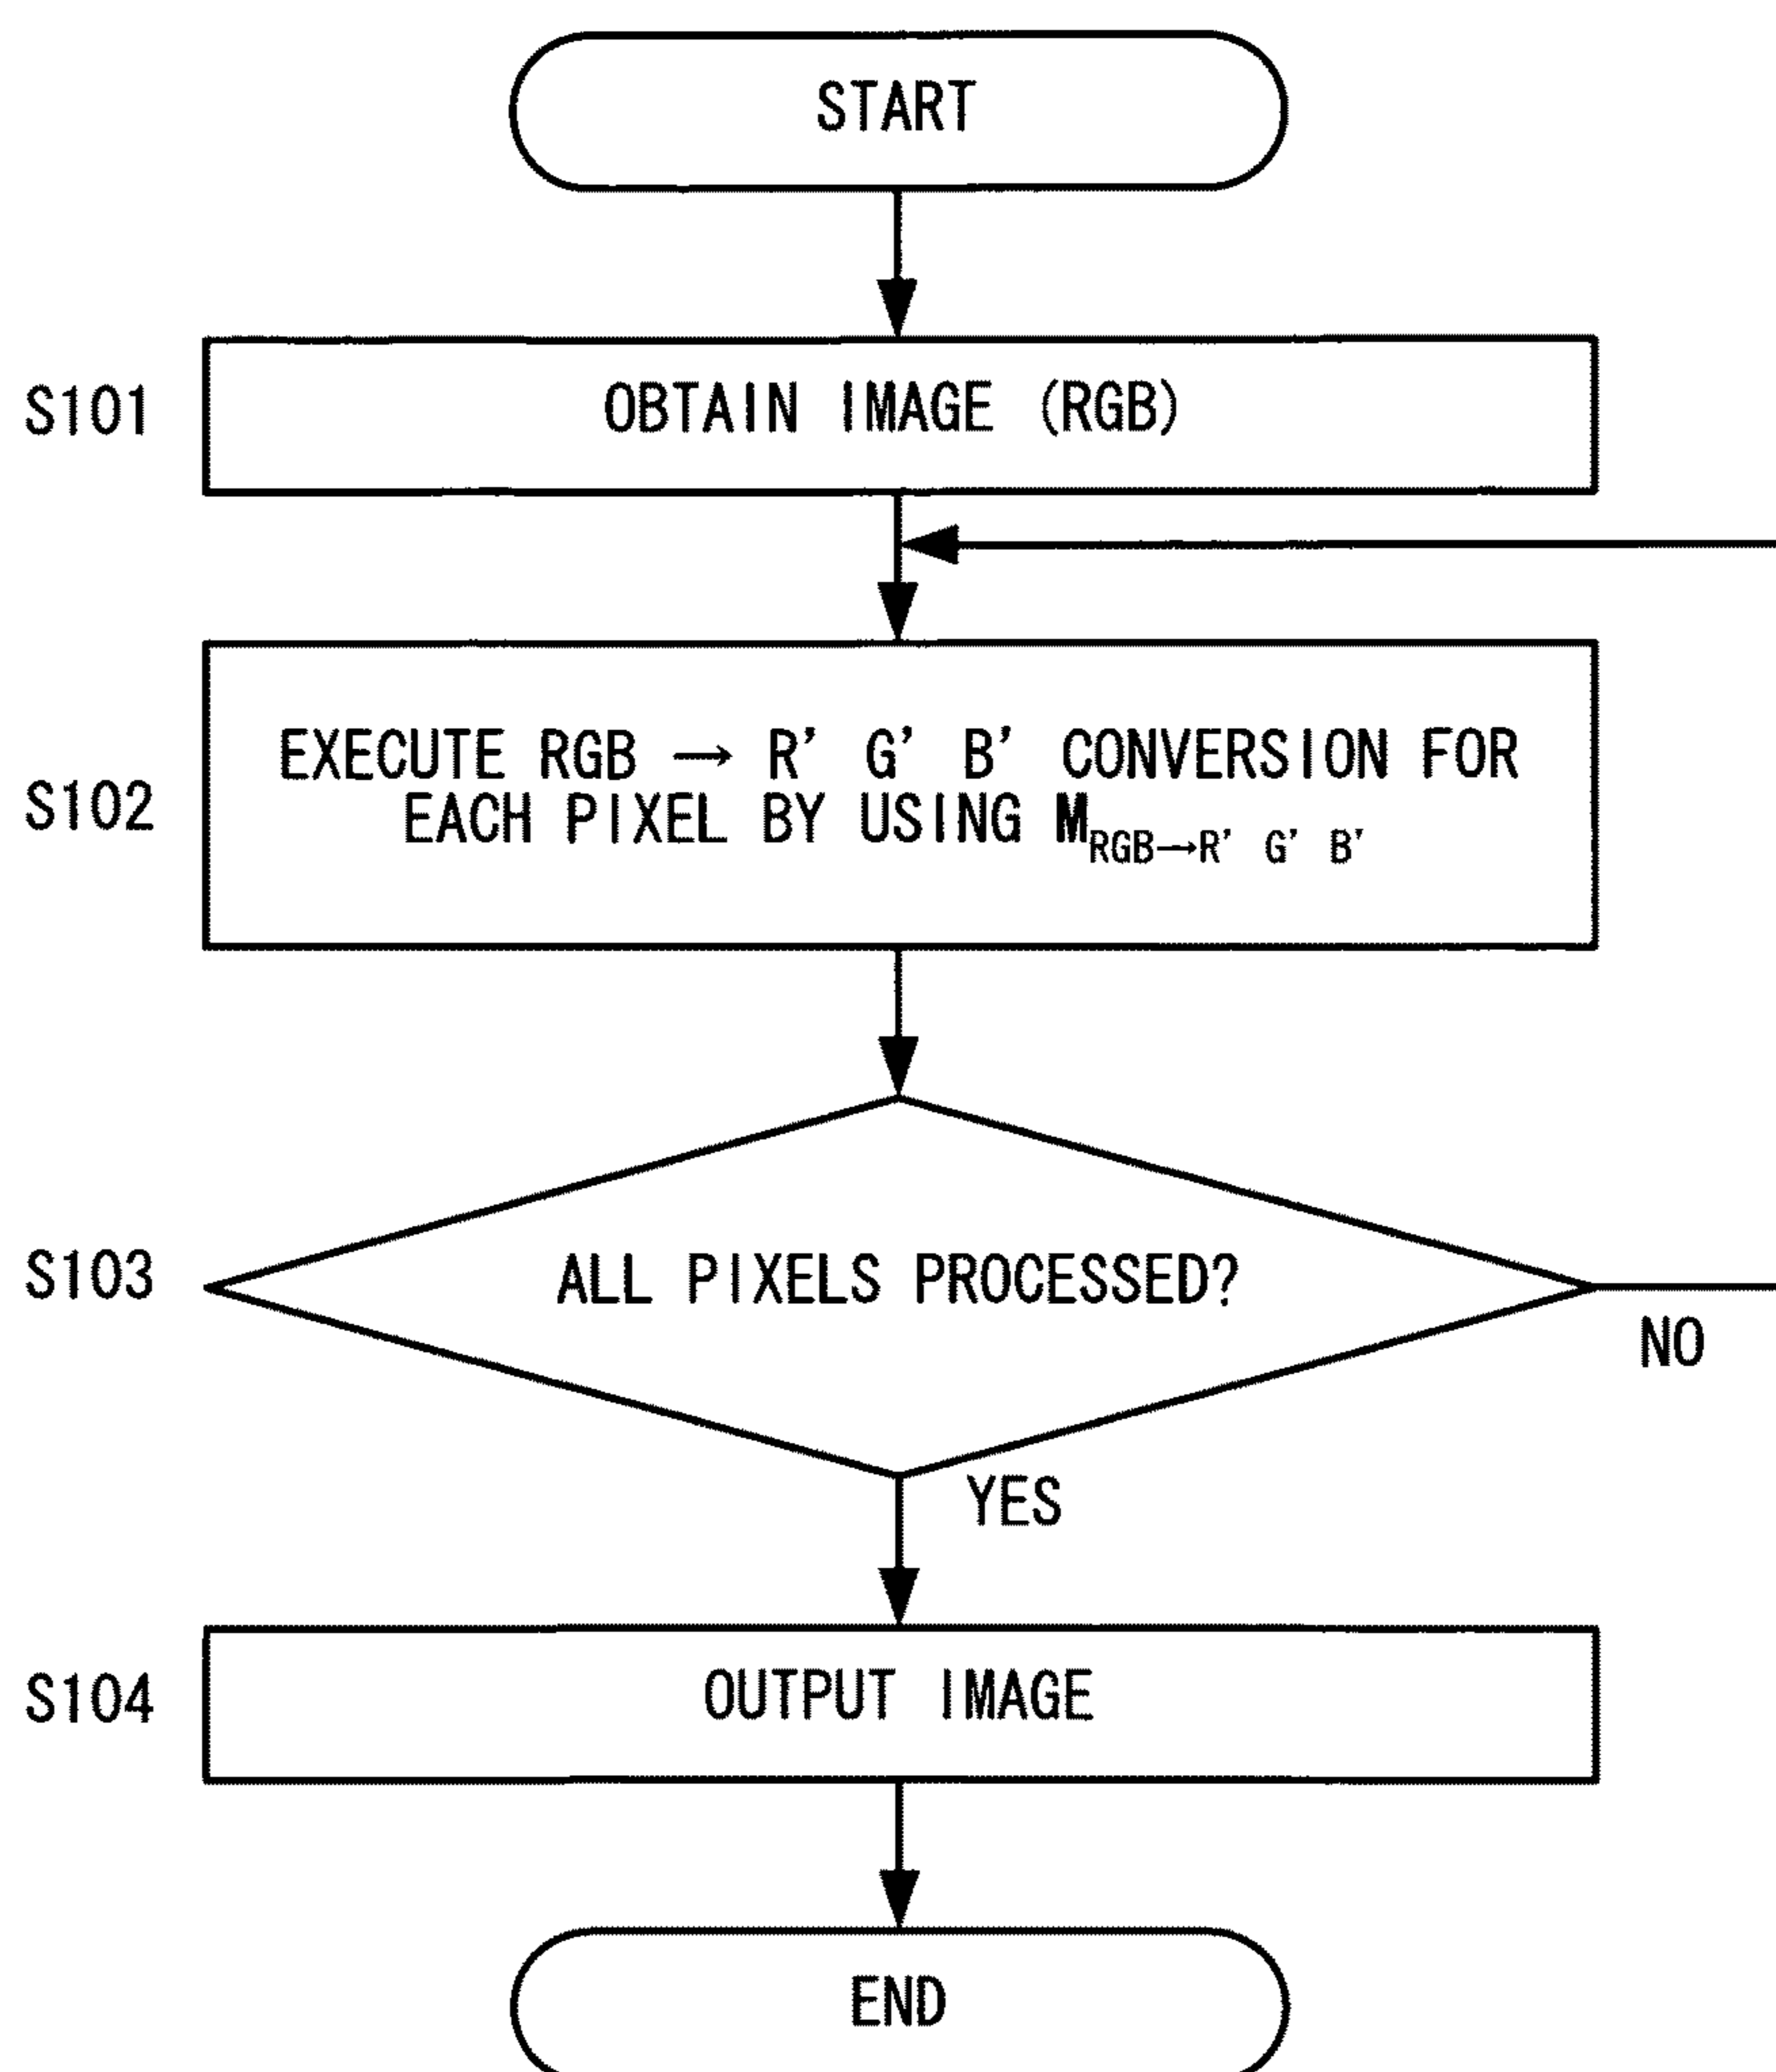 START
S101
OBTAIN IMAGE (RGB)
S102
EXECUTE RGB → R' G' B' CONVERSION FOR
EACH PIXEL BY USING M RGB→R' G' B'
S103
ALL PIXELS PROCESSED?
NO
YES
S104
OUTPUT IMAGE
END